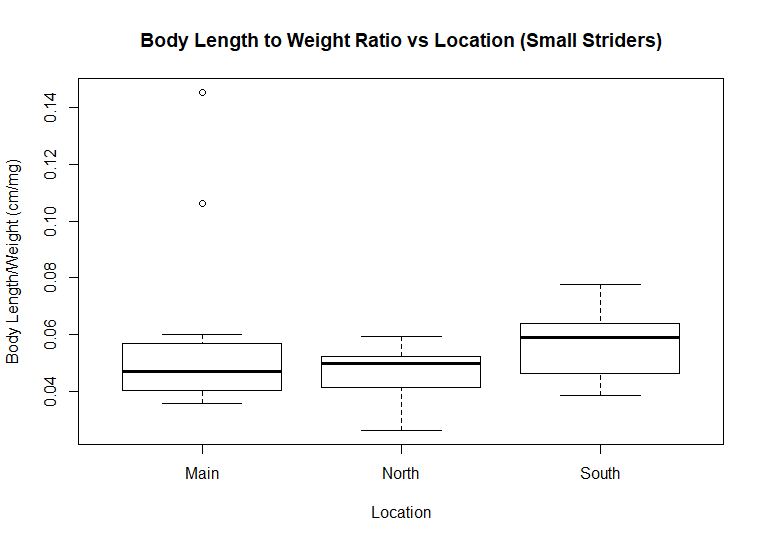 Body Length to Weight Ratio vs Location (Small Striders)
Body Length/Weight (cm/mg)
0.14
0.12
0.10
0.08
0.06
0.04
Main North South
Location